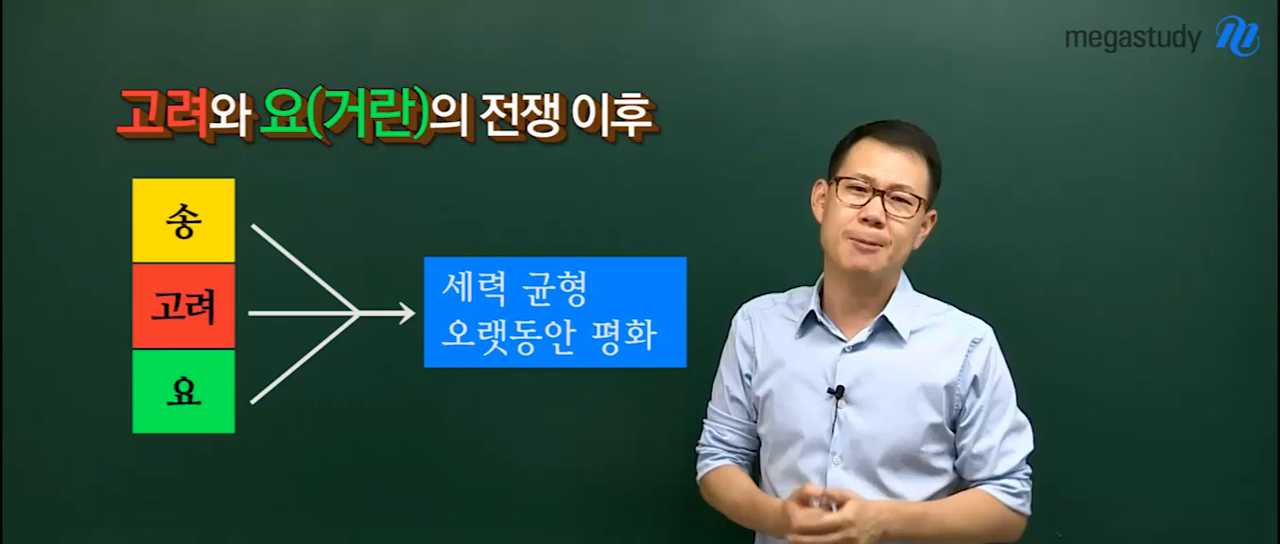 megastudy
고려와 요(거란)의 전쟁 이후
송
고려
요
세력 균형
오랫동안 평화